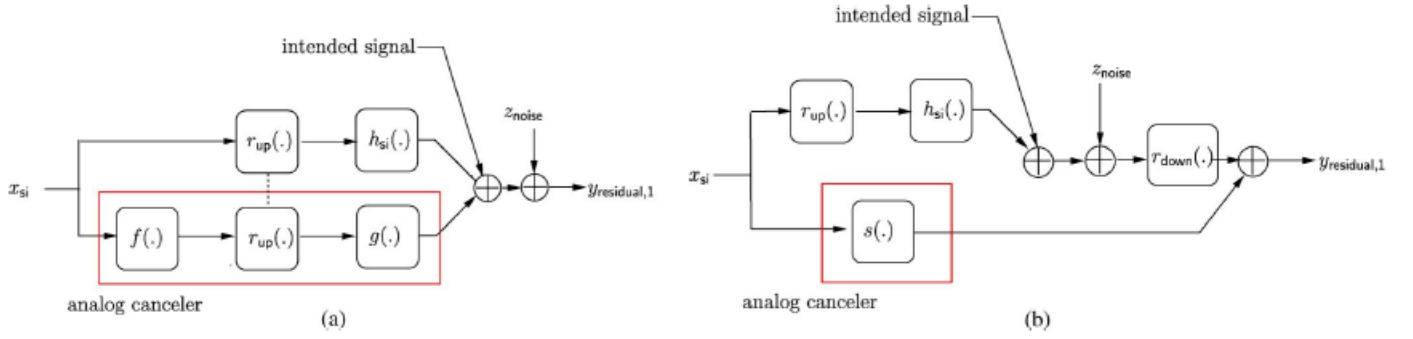 intended signal
z_noise
r_up(.)
h_si(.)
x_si
y_residual,1
f(.)
r_up(.)
g(.)
analog canceler
(a)
intended signal
z_noise
r_up(.)
h_si(.)
r_down(.)
x_si
y_residual,1
s(.)
analog canceler
(b)